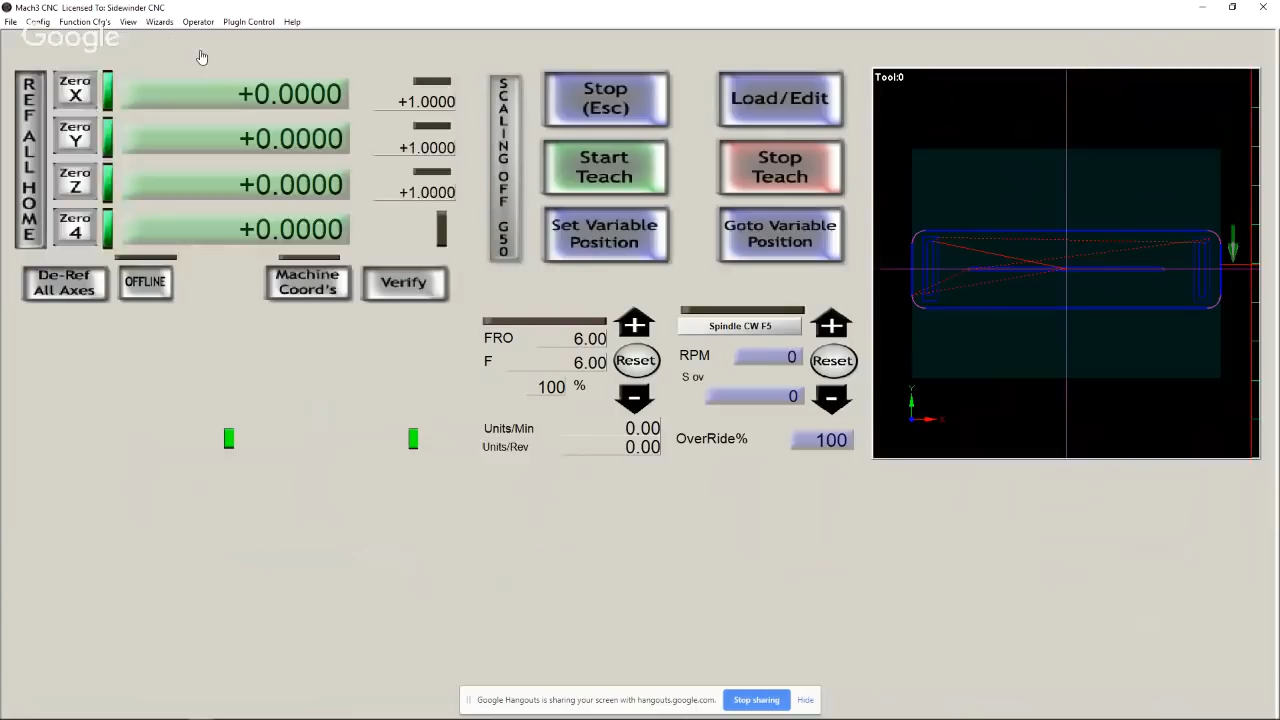 Mach3 CNC Licensed To: Sidewinder CNC
File Config Function Cfg's View Wizards Operator PlugIn Control Help
Google
REF ALL HOME
Zero X
+0.0000
+1.0000
Zero Y
+0.0000
+1.0000
Zero Z
+0.0000
+1.0000
Zero 4
+0.0000
De-Ref
All Axes
OFFLINE
Machine
Coord's
Verify
SCALING OFF G50
Stop
(Esc)
Load/Edit
Start
Teach
Stop
Teach
Set Variable
Position
Goto Variable
Position
FRO 6.00
F 6.00
100 %
+
Reset
-
Units/Min 0.00
Units/Rev 0.00
Spindle CW F5
RPM 0
S ov
0
+
Reset
-
OverRide% 100
Tool:0
Y
X
Google Hangouts is sharing your screen with hangouts.google.com.
Stop sharing
Hide